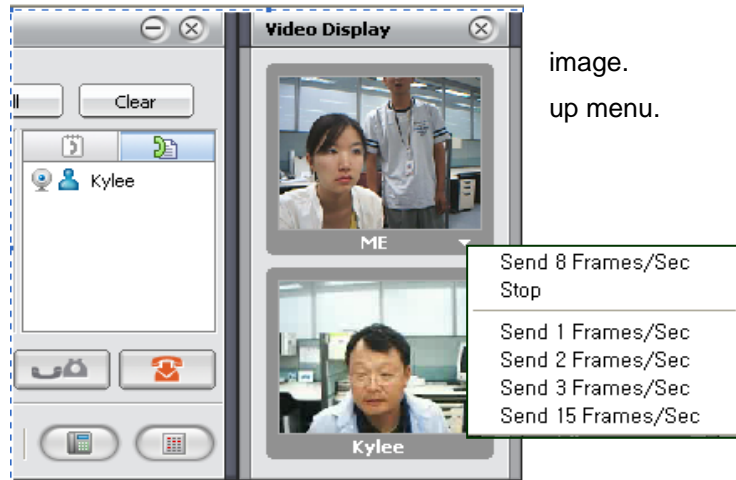 Video Display
image.
ll
Clear
up menu.
Kylee
ME
Send 8 Frames/Sec
Stop
Send 1 Frames/Sec
Send 2 Frames/Sec
Send 3 Frames/Sec
Send 15 Frames/Sec
Kylee